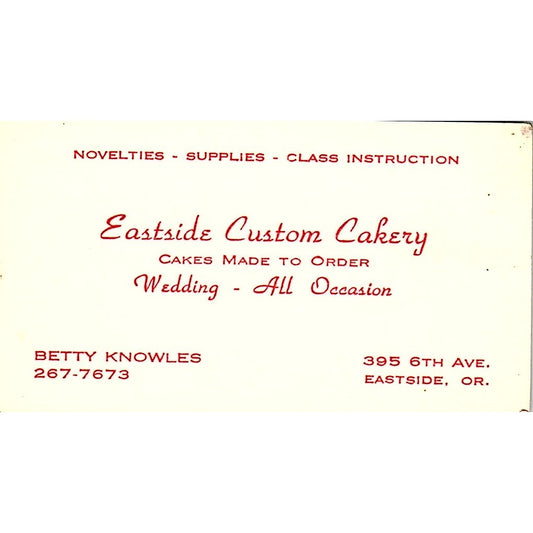 NOVELTIES - SUPPLIES - CLASS INSTRUCTION
Eastside Custom Cakery
CAKES MADE TO ORDER
Wedding - All Occasion
BETTY KNOWLES
267-7673
395 6TH AVE.
EASTSIDE, OR.